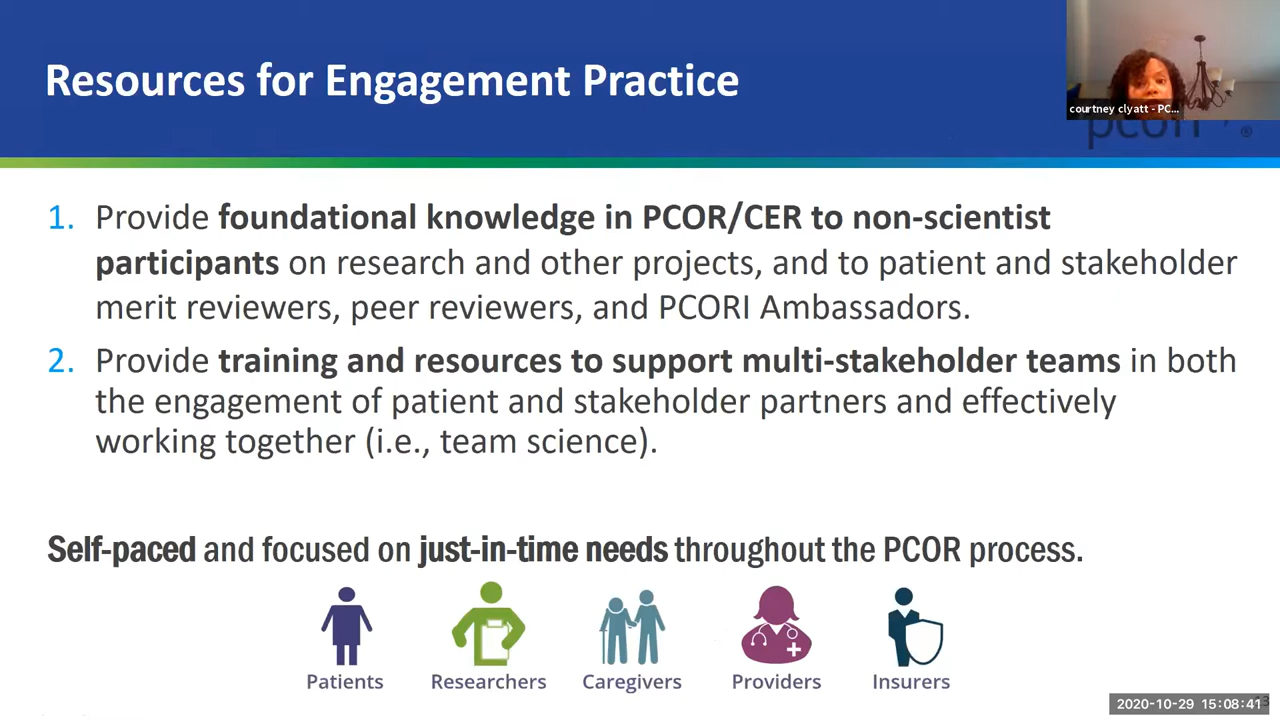 Resources for Engagement Practice
courtney clyatt - PC...
pcori
®
1. Provide foundational knowledge in PCOR/CER to non-scientist
participants on research and other projects, and to patient and stakeholder
merit reviewers, peer reviewers, and PCORI Ambassadors.
2. Provide training and resources to support multi-stakeholder teams in both
the engagement of patient and stakeholder partners and effectively
working together (i.e., team science).
Self-paced and focused on just-in-time needs throughout the PCOR process.
Patients Researchers Caregivers Providers Insurers
2020-10-29 15:08:41